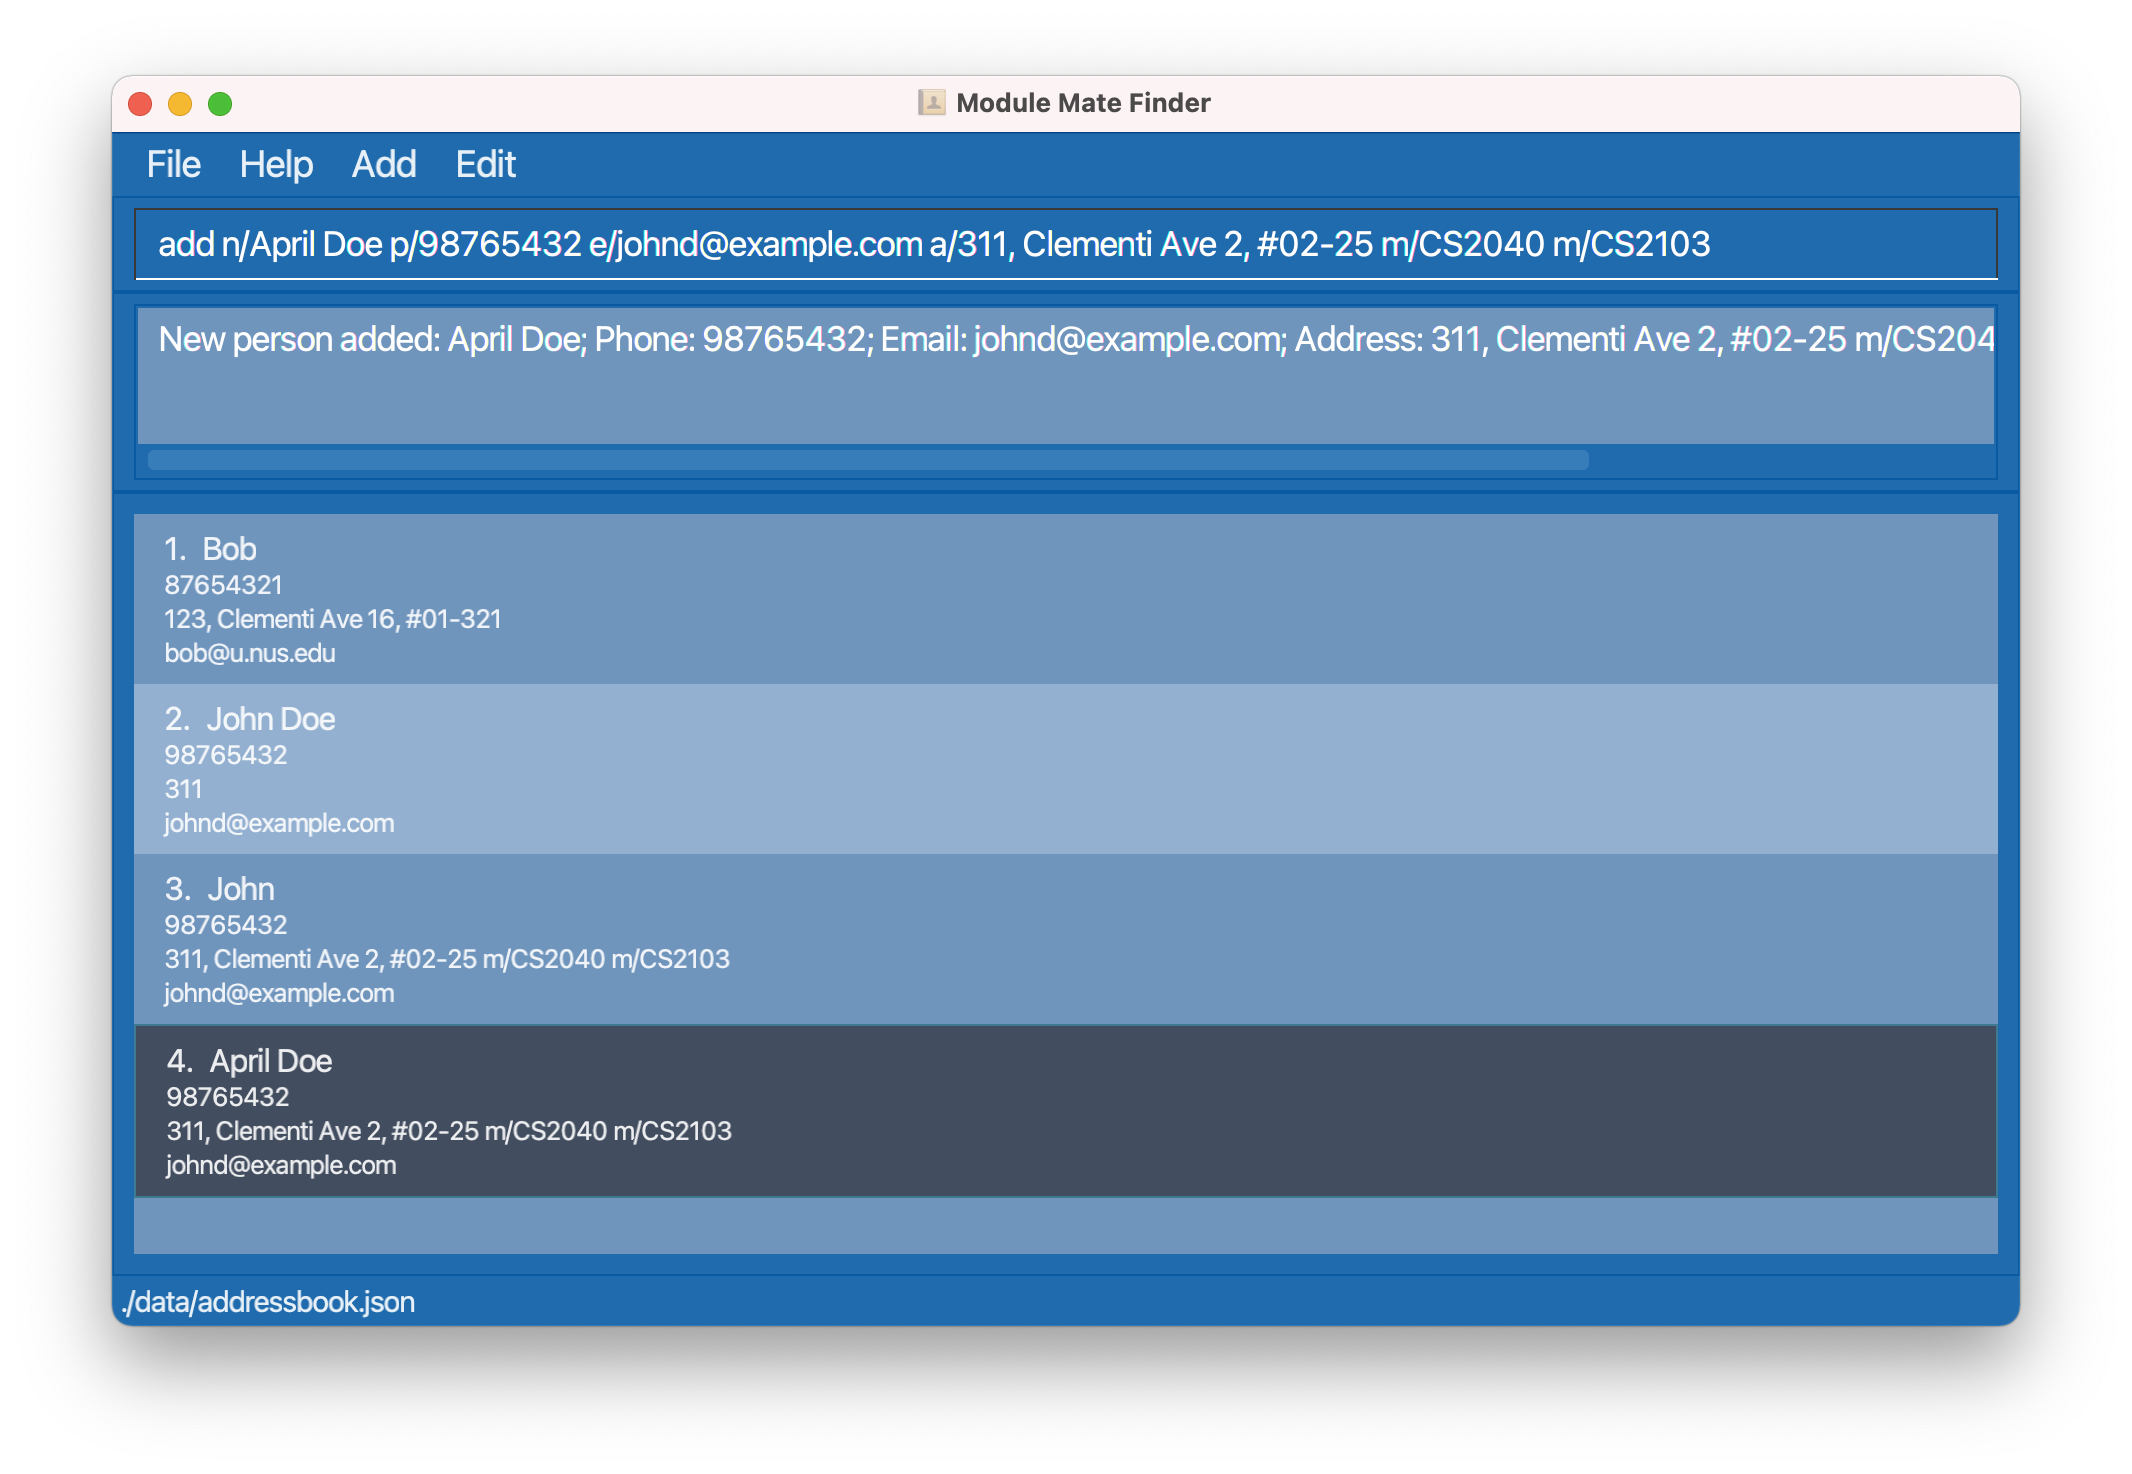 Module Mate Finder
File Help Add Edit
add n/April Doe p/98765432 e/johnd@example.com a/311, Clementi Ave 2, #02-25 m/CS2040 m/CS2103
New person added: April Doe; Phone: 98765432; Email: johnd@example.com; Address: 311, Clementi Ave 2, #02-25 m/CS204
1. Bob
87654321
123, Clementi Ave 16, #01-321
bob@u.nus.edu
2. John Doe
98765432
311
johnd@example.com
3. John
98765432
311, Clementi Ave 2, #02-25 m/CS2040 m/CS2103
johnd@example.com
4. April Doe
98765432
311, Clementi Ave 2, #02-25 m/CS2040 m/CS2103
johnd@example.com
./data/addressbook.json